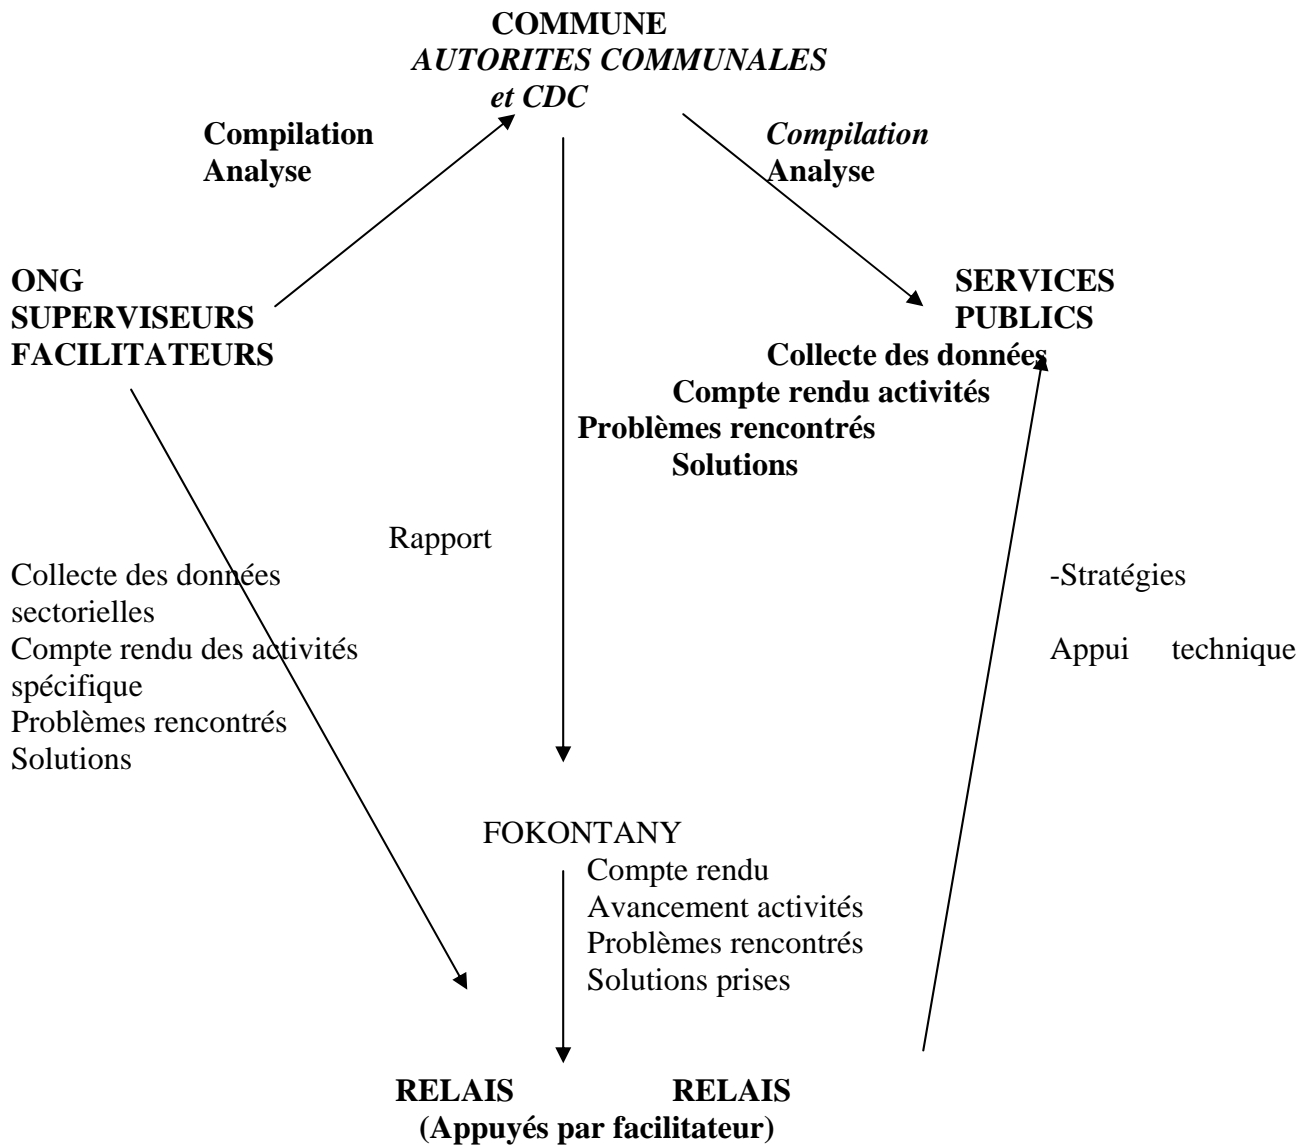 COMMUNE
AUTORITES COMMUNALES
et CDC
Compilation
Analyse
Compilation
Analyse
ONG
SUPERVISEURS
FACILITATEURS
SERVICES
PUBLICS
Collecte des données
Compte rendu activités
Problèmes rencontrés
Solutions
Rapport
Collecte des données
sectorielles
Compte rendu des activités
spécifique
Problèmes rencontrés
Solutions
-Stratégies
Appui technique
FOKONTANY
Compte rendu
Avancement activités
Problèmes rencontrés
Solutions prises
RELAIS RELAIS
(Appuyés par facilitateur)